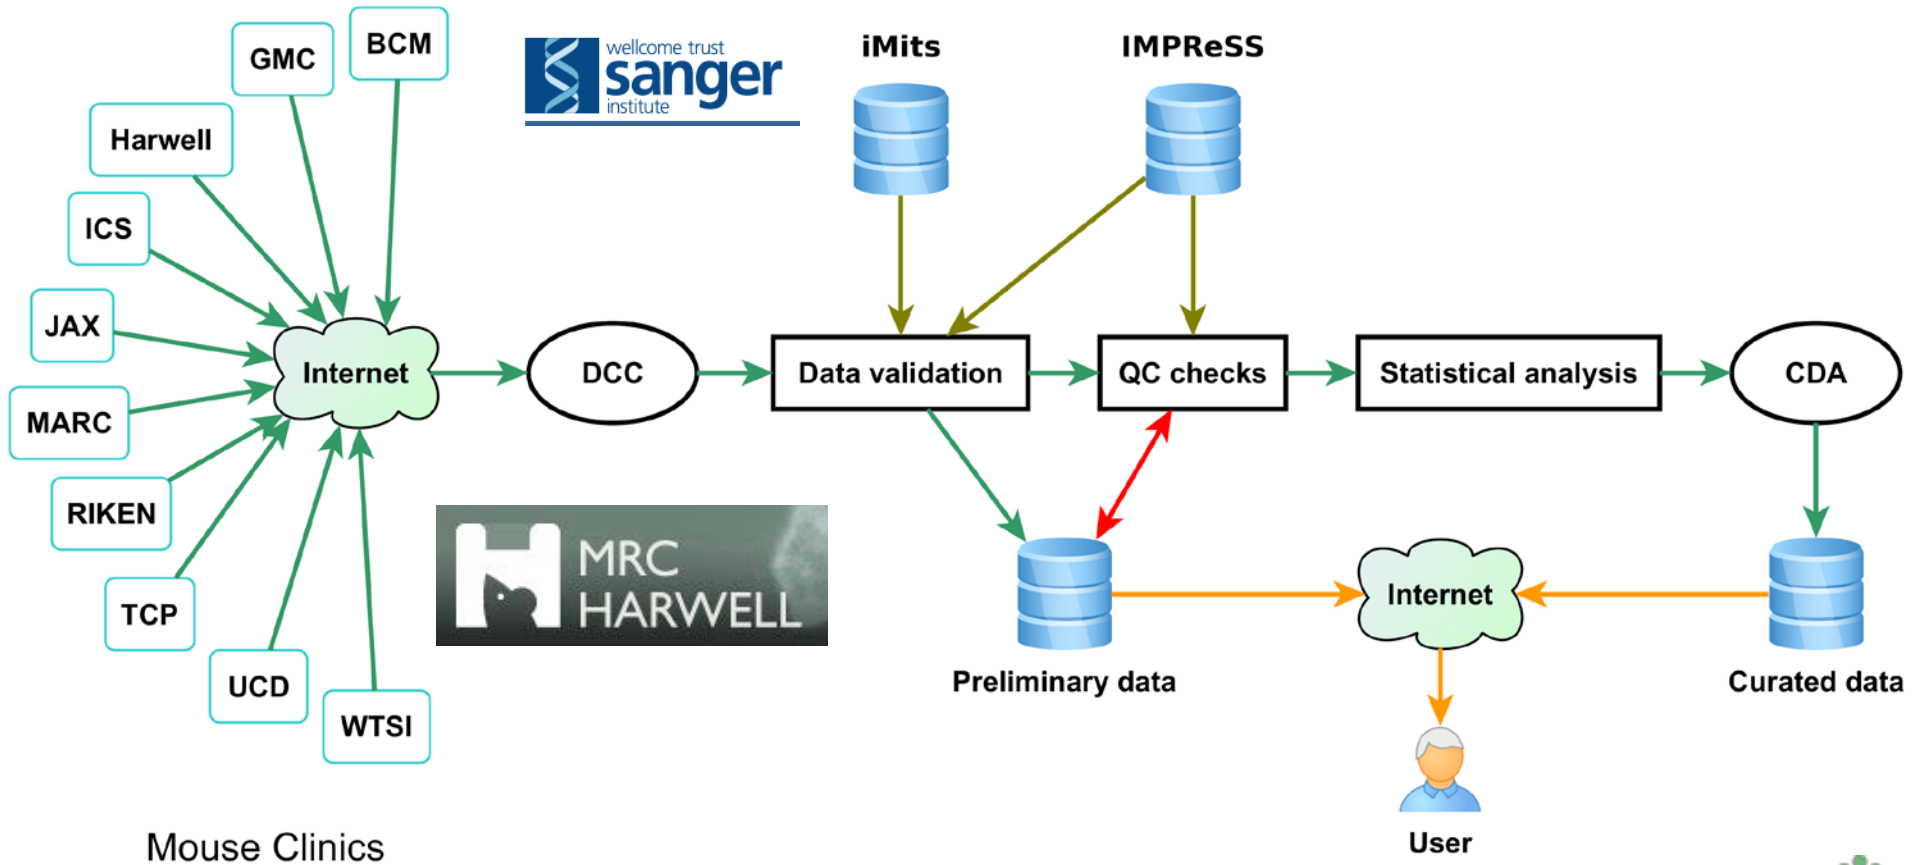 BCM
GMC
Harwell
ICS
JAX
MARC
RIKEN
TCP
UCD
WTSI
Mouse Clinics
Internet
wellcome trust
sanger
institute
MRC
HARWELL
DCC
iMits
IMPReSS
Data validation
QC checks
Statistical analysis
CDA
Preliminary data
Internet
Curated data
User